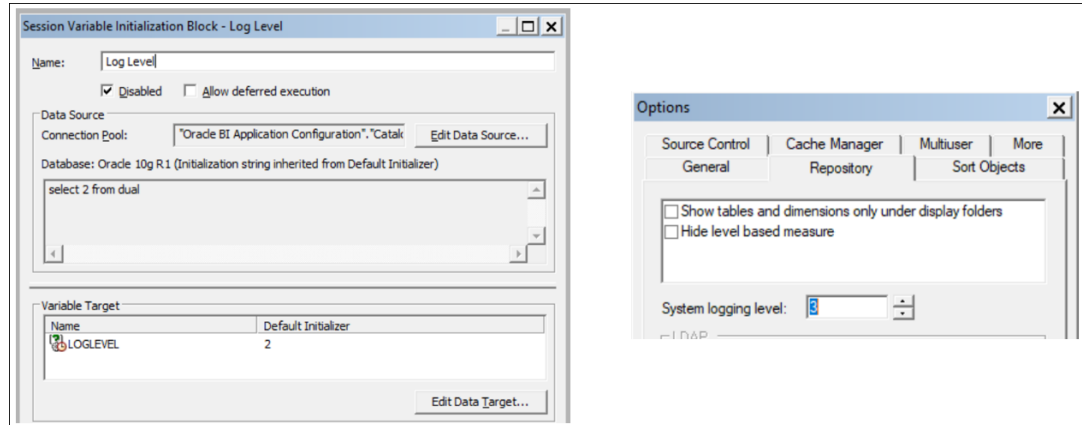 Session Variable Initialization Block - Log Level
Name: Log Level
Disabled Allow deferred execution
Data Source
Connection Pool: "Oracle BI Application Configuration"."Catalo Edit Data Source...
Database: Oracle 10g R1 (Initialization string inherited from Default Initializer)
select 2 from dual
Variable Target
Name Default Initializer
LOGLEVEL 2
Edit Data Target...
Options
Source Control Cache Manager Multiuser More
General Repository Sort Objects
Show tables and dimensions only under display folders
Hide level based measure
System logging level: 3
LDAP